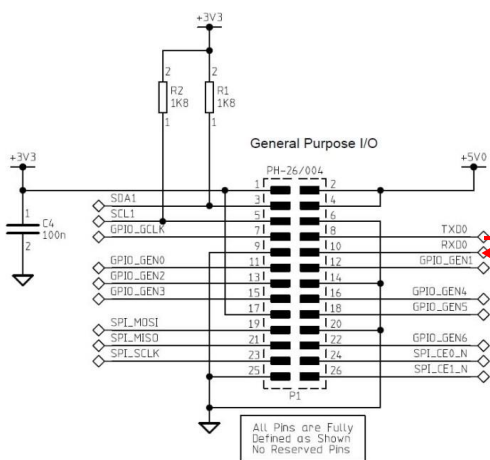 +3V3
2
2
R2
1K8
R1
1K8
1
1
General Purpose I/O
PH-26/004
+3V3
+5V0
1
2
SDA1
3
4
SCL1
5
6
GPIO_GCLK
7
8
TXD0
9
10
RXD0
GPIO_GEN0
11
12
GPIO_GEN1
GPIO_GEN2
13
14
GPIO_GEN3
15
16
GPIO_GEN4
17
18
GPIO_GEN5
SPI_MOSI
19
20
SPI_MISO
21
22
GPIO_GEN6
SPI_SCLK
23
24
SPI_CE0_N
25
26
SPI_CE1_N
P1
1
C4
100n
2
All Pins are Fully
Defined as Shown
No Reserved Pins